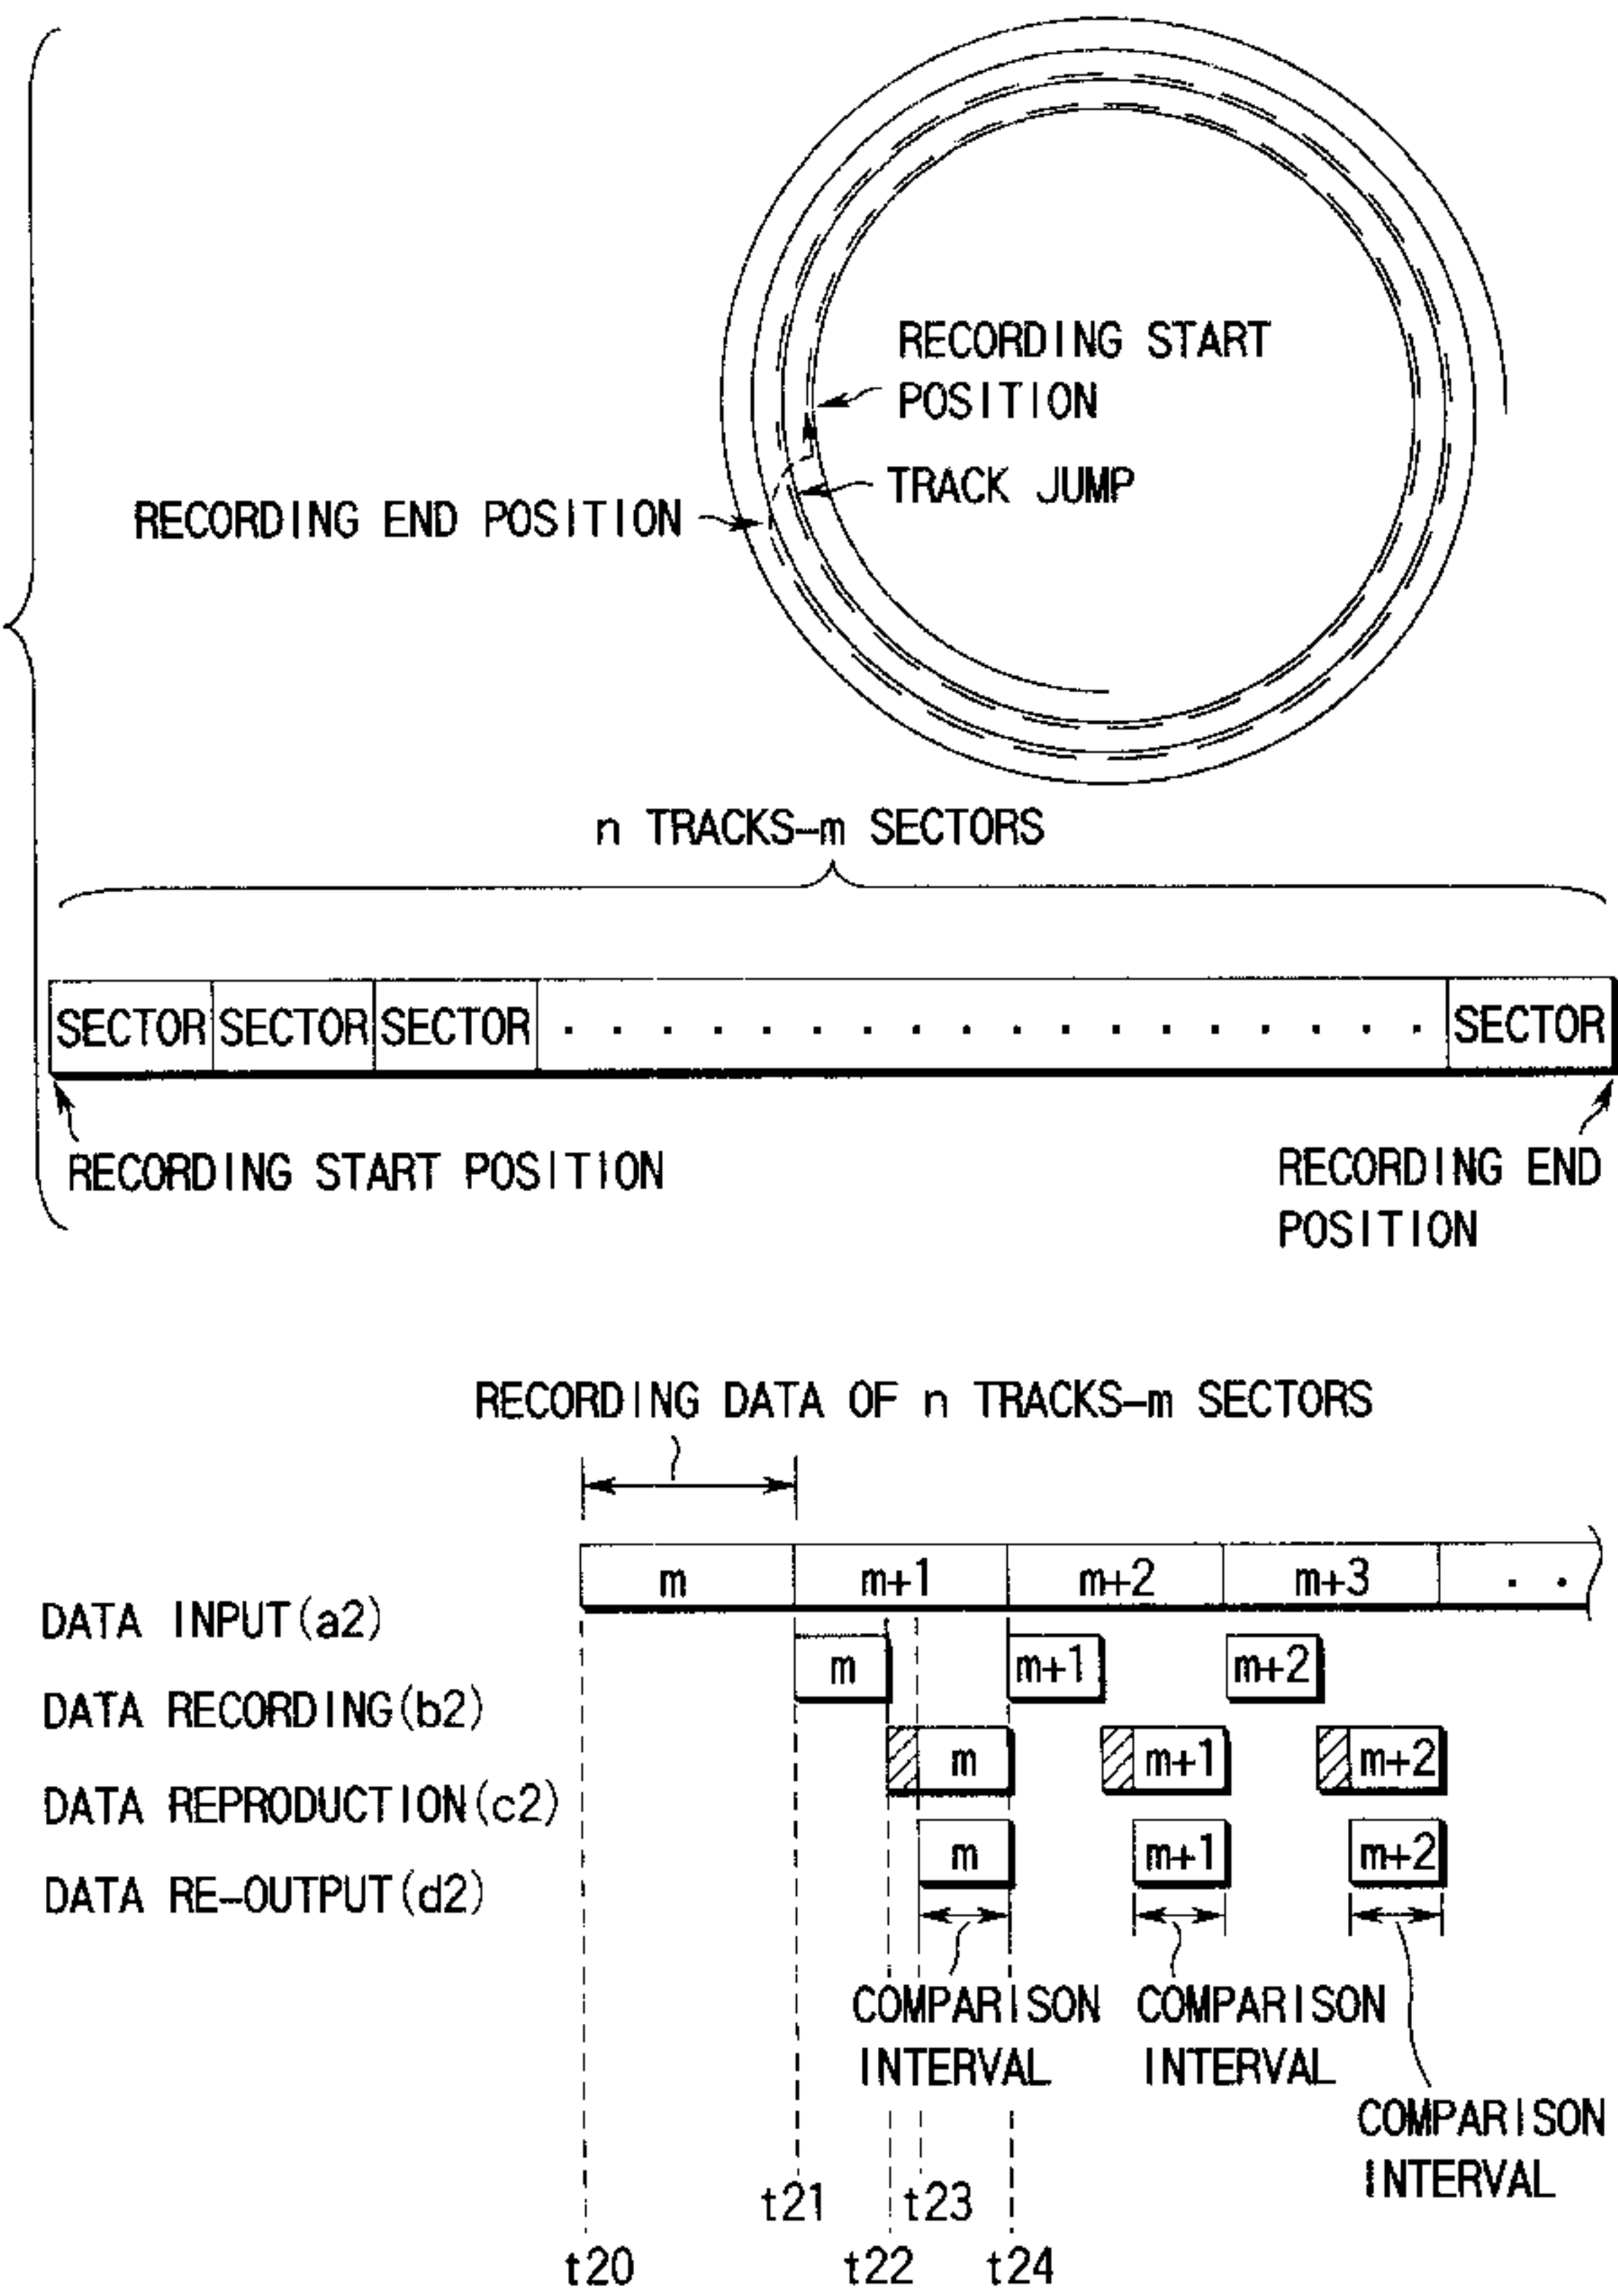 RECORDING START
POSITION
TRACK JUMP
RECORDING END POSITION
n TRACKS-m SECTORS
SECTOR SECTOR SECTOR . . . . . . . . . . . . . . . . . . SECTOR
RECORDING START POSITION
RECORDING END
POSITION
RECORDING DATA OF n TRACKS-m SECTORS
m m+1 m+2 m+3 . .
DATA INPUT(a2)
m m+1 m+2
DATA RECORDING(b2)
m m+1 m+2
DATA REPRODUCTION(c2)
m m+1 m+2
DATA RE-OUTPUT(d2)
COMPARISON
INTERVAL
COMPARISON
INTERVAL
COMPARISON
INTERVAL
t21 t23
t20 t22 t24